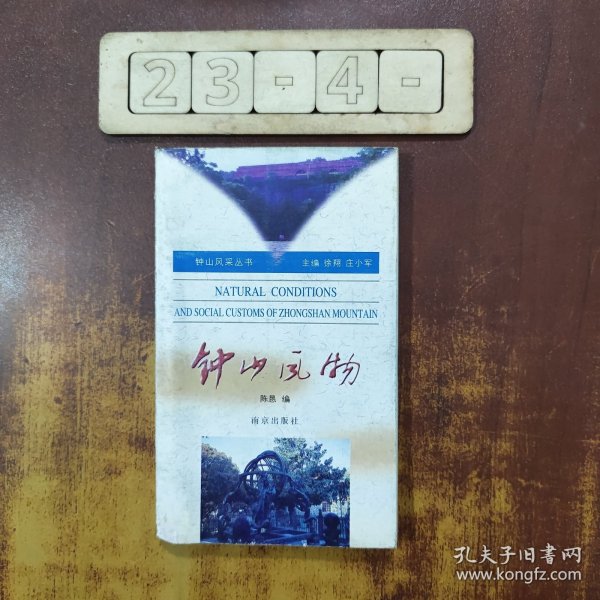 23-4-
钟山风采丛书 主编 徐翔 庄小军
NATURAL CONDITIONS
AND SOCIAL CUSTOMS OF ZHONGSHAN MOUNTAIN
钟山风物
陈愚 编
南京出版社
孔夫子旧书网
www.kongfz.com